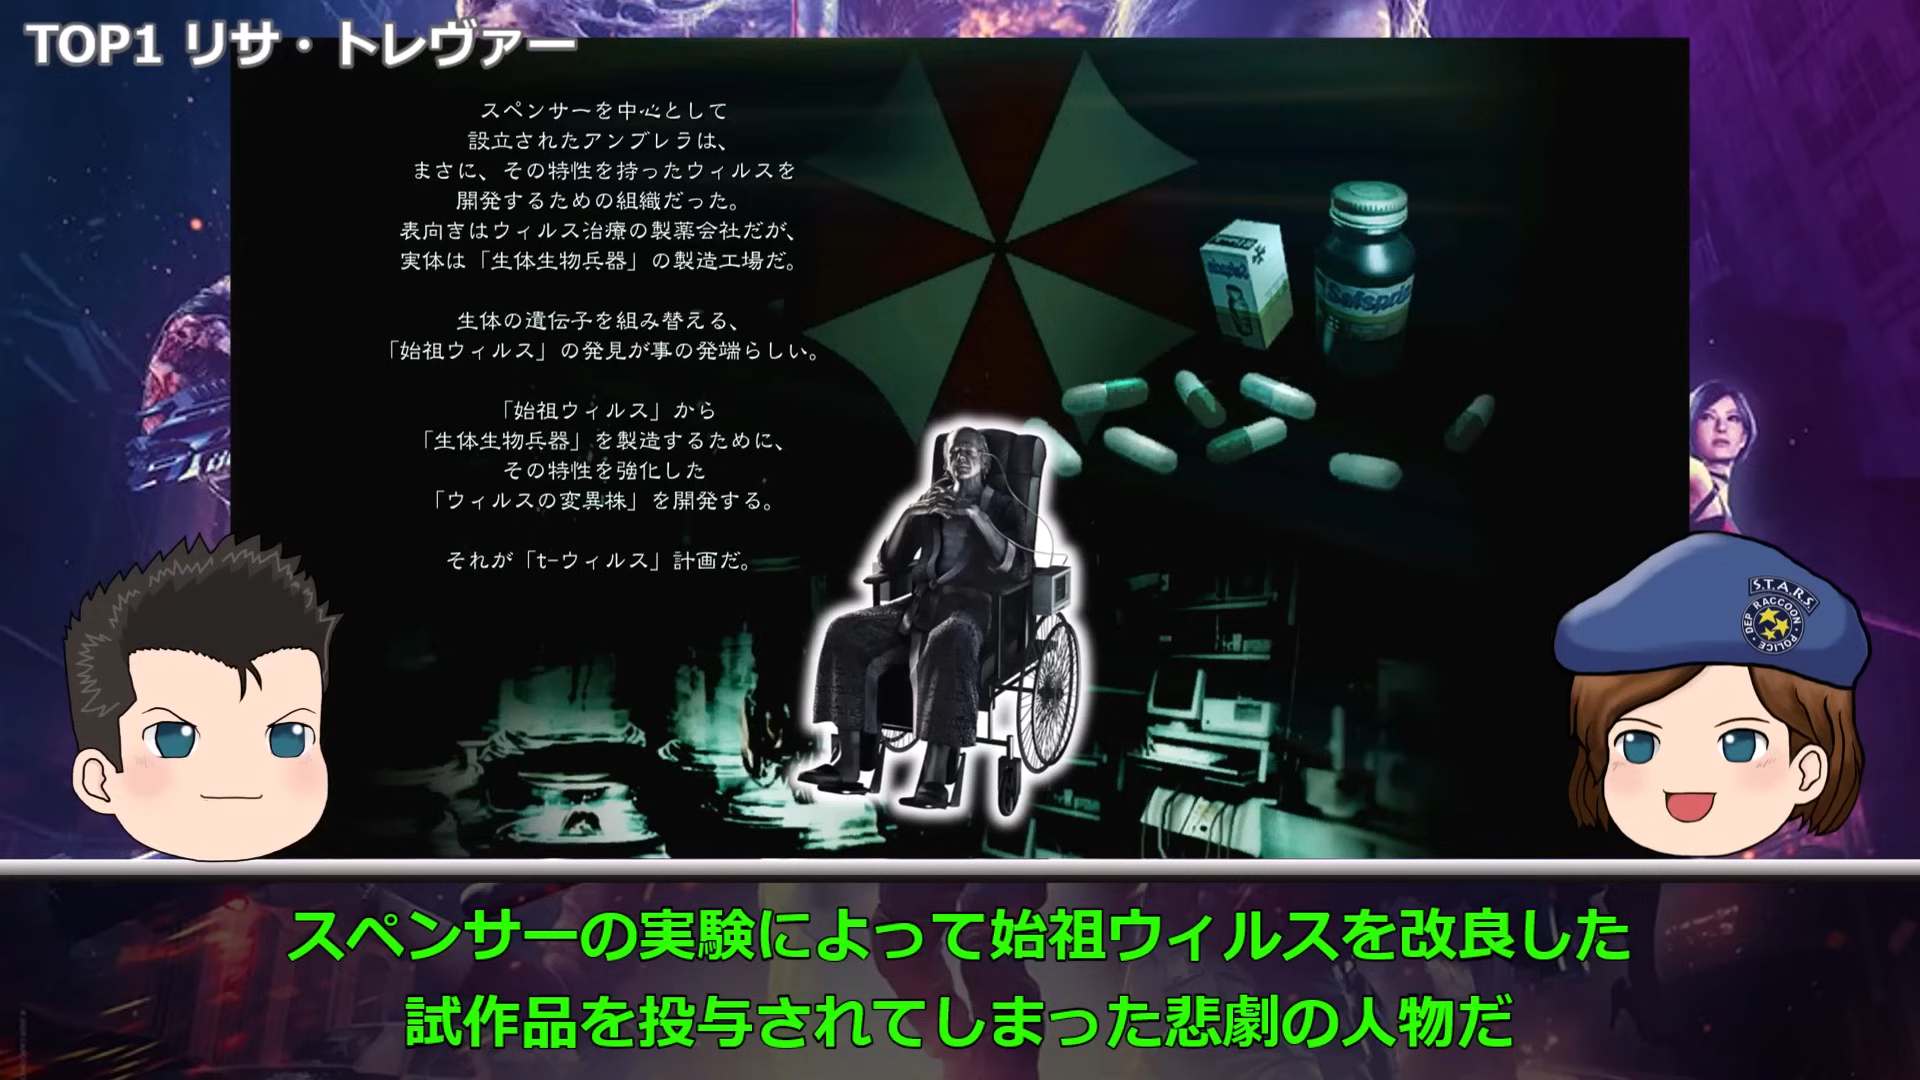 TOP1 リサ・トレヴァー
スペンサーを中心として
設立されたアンブレラは、
まさに、その特性を持ったウィルスを
開発するための組織だった。
表向きはウィルス治療の製薬会社だが、
実体は「生体生物兵器」の製造工場だ。
生体の遺伝子を組み替える、
「始祖ウィルス」の発見が事の発端らしい。
「始祖ウィルス」から
「生体生物兵器」を製造するために、
その特性を強化した
「ウィルスの変異株」を開発する。
それが「t-ウィルス」計画だ。
Safsprin
S.T.A.R.S.
RACCOON POLICE DEP
スペンサーの実験によって始祖ウィルスを改良した
試作品を投与されてしまった悲劇の人物だ